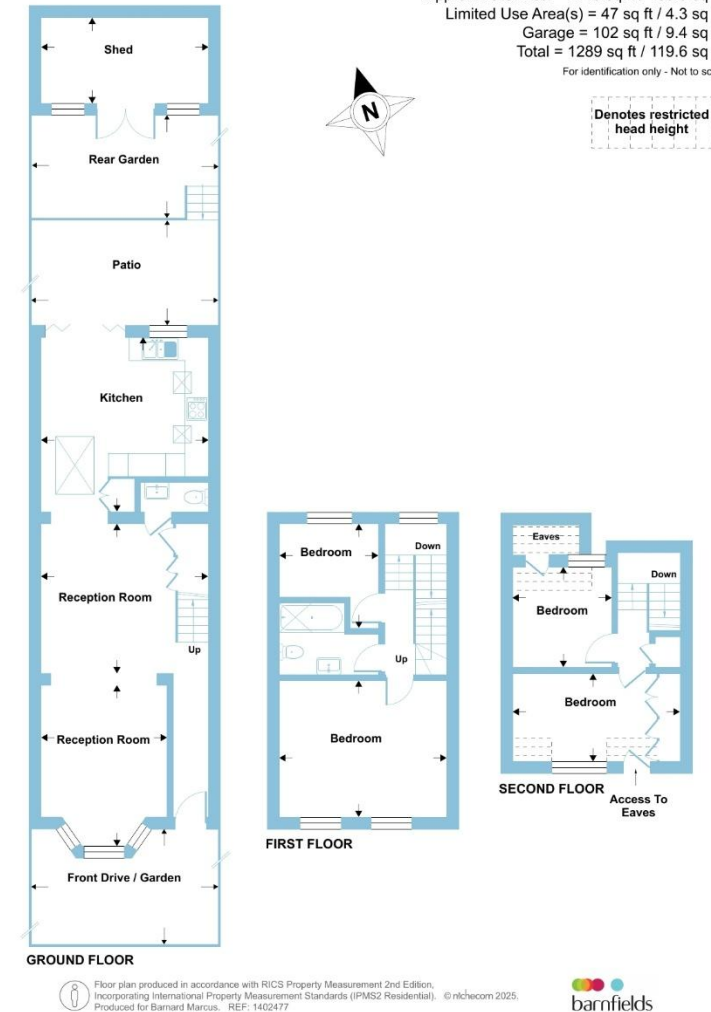 Limited Use Area(s) = 47 sq ft / 4.3 sq
Garage = 102 sq ft / 9.4 sq
Total = 1289 sq ft / 119.6 sq
For identification only - Not to sc
N
Denotes restricted
head height
Shed
Rear Garden
Patio
Kitchen
Reception Room
Up
Reception Room
Front Drive / Garden
GROUND FLOOR
Bedroom
Down
Up
Bedroom
FIRST FLOOR
Eaves
Down
Bedroom
Bedroom
SECOND FLOOR
Access To
Eaves
Floor plan produced in accordance with RICS Property Measurement 2nd Edition,
Incorporating International Property Measurement Standards (IPMS2 Residential). © nichecom 2025.
Produced for Barnard Marcus. REF: 1402477
barnfields